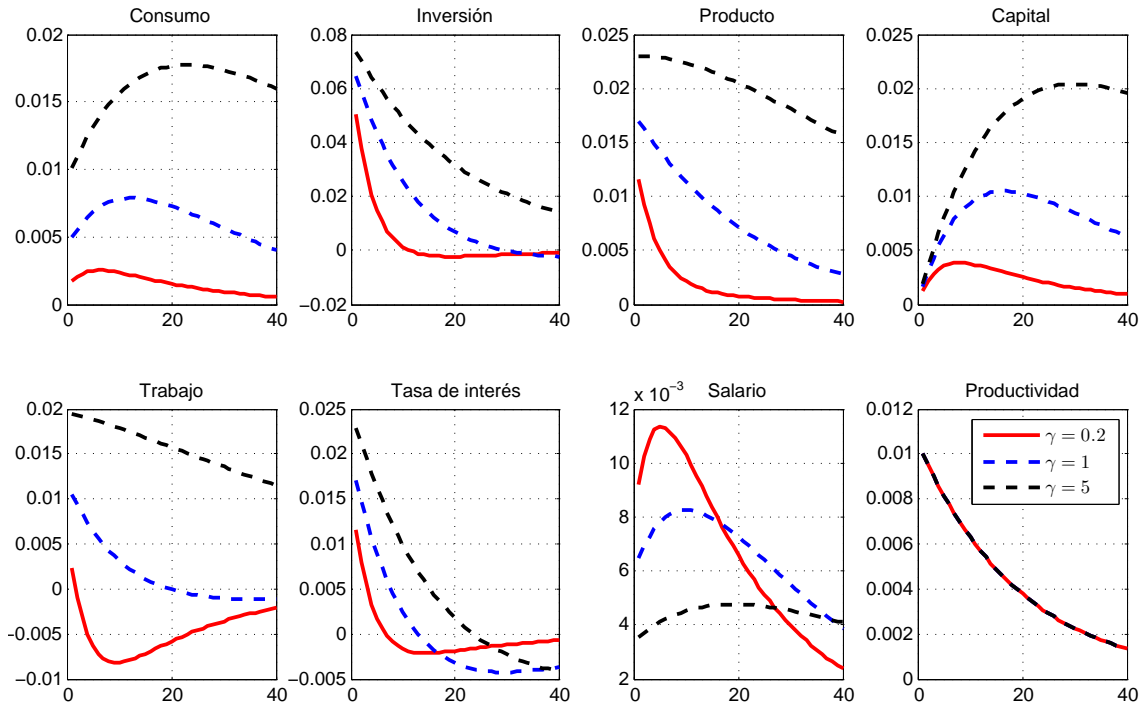 Consumo
0.02
0.015
0.01
0.005
0
0 20 40
Inversión
0.08
0.06
0.04
0.02
0
−0.02
0 20 40
Producto
0.025
0.02
0.015
0.01
0.005
0
0 20 40
Capital
0.025
0.02
0.015
0.01
0.005
0
0 20 40
Trabajo
0.02
0.015
0.01
0.005
0
-0.005
−0.01
0 20 40
Tasa de interés
0.025
0.02
0.015
0.01
0.005
0
−0.005
0 20 40
Salario
x 10⁻³
12
10
8
6
4
2
0 20 40
Productividad
0.012
0.01
0.008
0.006
0.004
0.002
0
0 20 40
γ = 0.2
γ = 1
γ = 5